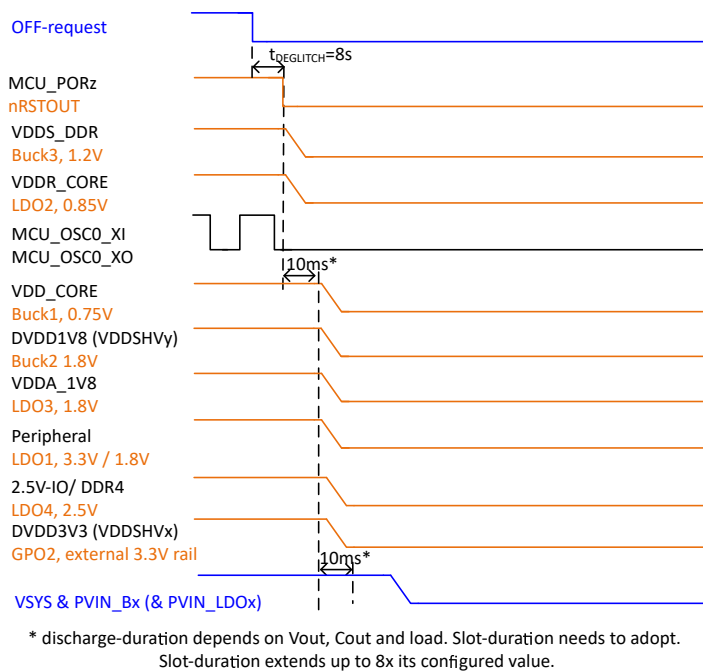 OFF-request
tDEGLITCH=8s
MCU_PORz
nRSTOUT
VDDS_DDR
Buck3, 1.2V
VDDR_CORE
LDO2, 0.85V
MCU_OSC0_XI
MCU_OSC0_XO
10ms*
VDD_CORE
Buck1, 0.75V
DVDD1V8 (VDDSHVy)
Buck2 1.8V
VDDA_1V8
LDO3, 1.8V
Peripheral
LDO1, 3.3V / 1.8V
2.5V-IO/ DDR4
LDO4, 2.5V
DVDD3V3 (VDDSHVx)
GPO2, external 3.3V rail
10ms*
VSYS & PVIN_Bx (& PVIN_LDOx)
* discharge-duration depends on Vout, Cout and load. Slot-duration needs to adopt.
Slot-duration extends up to 8x its configured value.